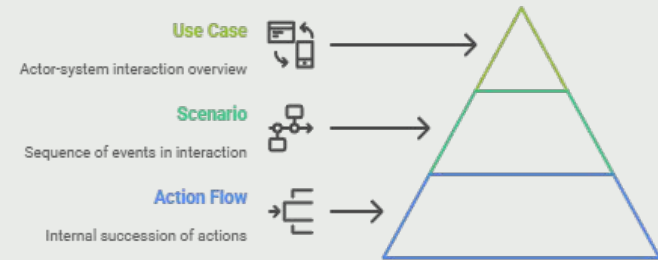 Use Case
Actor-system interaction overview
Scenario
Sequence of events in interaction
Action Flow
Internal succession of actions